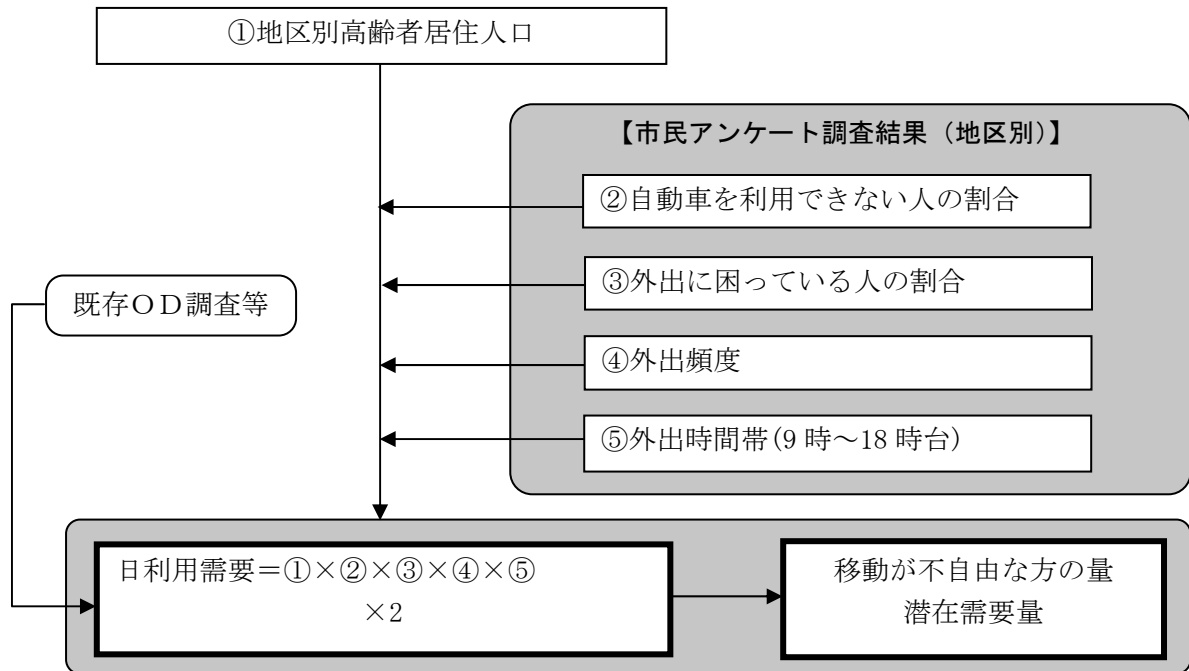 ①地区別高齢者居住人口
【市民アンケート調査結果（地区別）】
②自動車を利用できない人の割合
③外出に困っている人の割合
既存ＯＤ調査等
④外出頻度
⑤外出時間帯(9 時～18 時台)
日利用需要＝①×②×③×④×⑤
×2
移動が不自由な方の量
潜在需要量